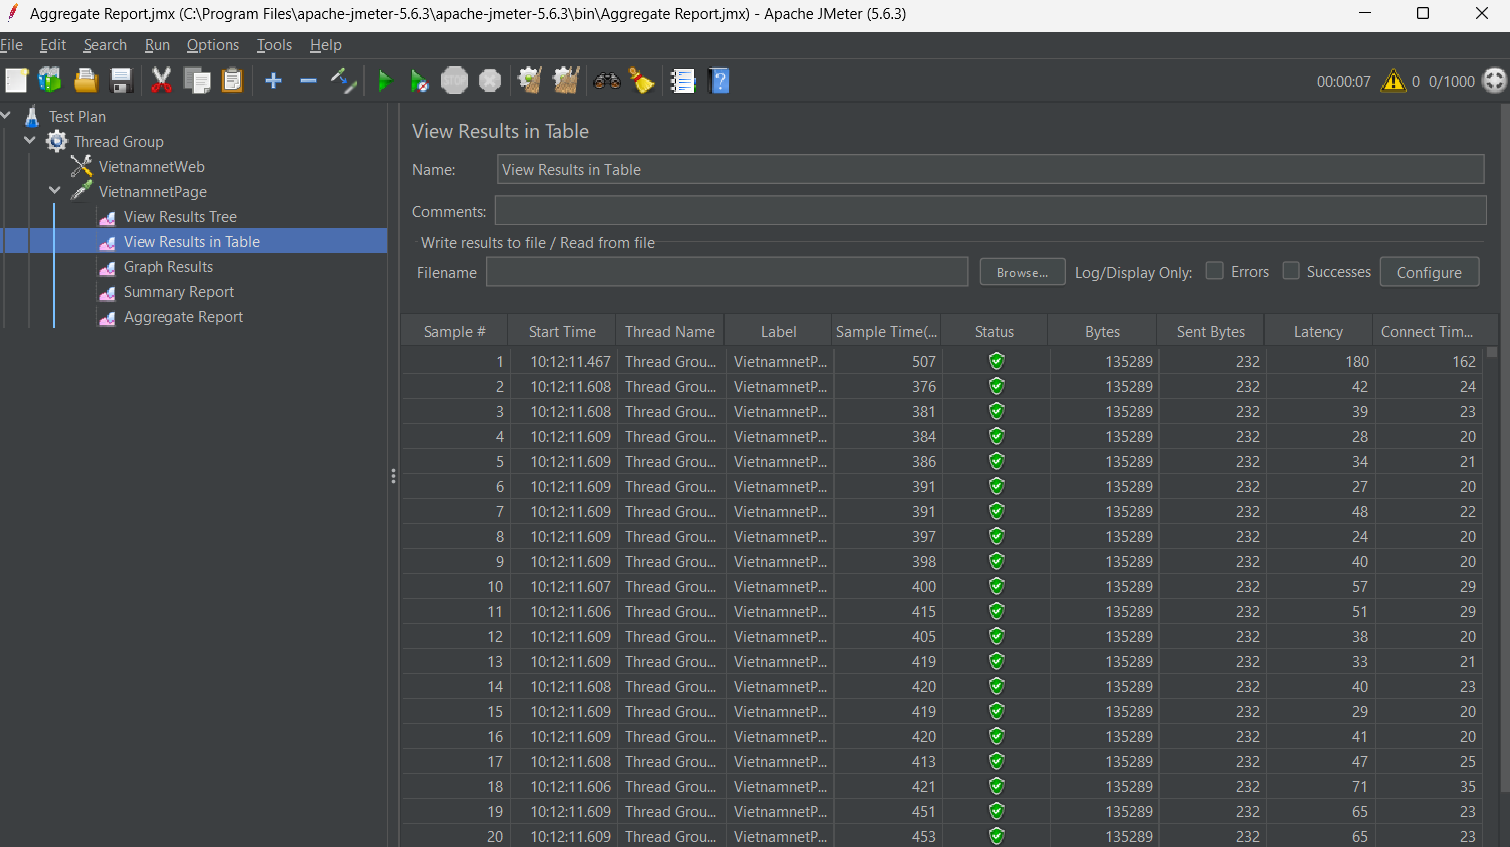 Aggregate Report.jmx (C:\Program Files\apache-jmeter-5.6.3\apache-jmeter-5.6.3\bin\Aggregate Report.jmx) - Apache JMeter (5.6.3)
File Edit Search Run Options Tools Help
STOP 00:00:07 0 0/1000
Test Plan
Thread Group
VietnamnetWeb
VietnamnetPage
View Results Tree
View Results in Table
Graph Results
Summary Report
Aggregate Report
View Results in Table
Name: View Results in Table
Comments:
Write results to file / Read from file
Filename Browse... Log/Display Only: Errors Successes Configure
Sample # Start Time Thread Name Label Sample Time(... Status Bytes Sent Bytes Latency Connect Tim...
1 10:12:11.467 Thread Grou... VietnamnetP... 507 135289 232 180 162
2 10:12:11.608 Thread Grou... VietnamnetP... 376 135289 232 42 24
3 10:12:11.608 Thread Grou... VietnamnetP... 381 135289 232 39 23
4 10:12:11.609 Thread Grou... VietnamnetP... 384 135289 232 28 20
5 10:12:11.609 Thread Grou... VietnamnetP... 386 135289 232 34 21
6 10:12:11.609 Thread Grou... VietnamnetP... 391 135289 232 27 20
7 10:12:11.609 Thread Grou... VietnamnetP... 391 135289 232 48 22
8 10:12:11.609 Thread Grou... VietnamnetP... 397 135289 232 24 20
9 10:12:11.609 Thread Grou... VietnamnetP... 398 135289 232 40 20
10 10:12:11.607 Thread Grou... VietnamnetP... 400 135289 232 57 29
11 10:12:11.606 Thread Grou... VietnamnetP... 415 135289 232 51 29
12 10:12:11.609 Thread Grou... VietnamnetP... 405 135289 232 38 20
13 10:12:11.609 Thread Grou... VietnamnetP... 419 135289 232 33 21
14 10:12:11.608 Thread Grou... VietnamnetP... 420 135289 232 40 23
15 10:12:11.609 Thread Grou... VietnamnetP... 419 135289 232 29 20
16 10:12:11.609 Thread Grou... VietnamnetP... 420 135289 232 41 20
17 10:12:11.608 Thread Grou... VietnamnetP... 413 135289 232 47 25
18 10:12:11.606 Thread Grou... VietnamnetP... 421 135289 232 71 35
19 10:12:11.609 Thread Grou... VietnamnetP... 451 135289 232 65 23
20 10:12:11.609 Thread Grou... VietnamnetP... 453 135289 232 65 23